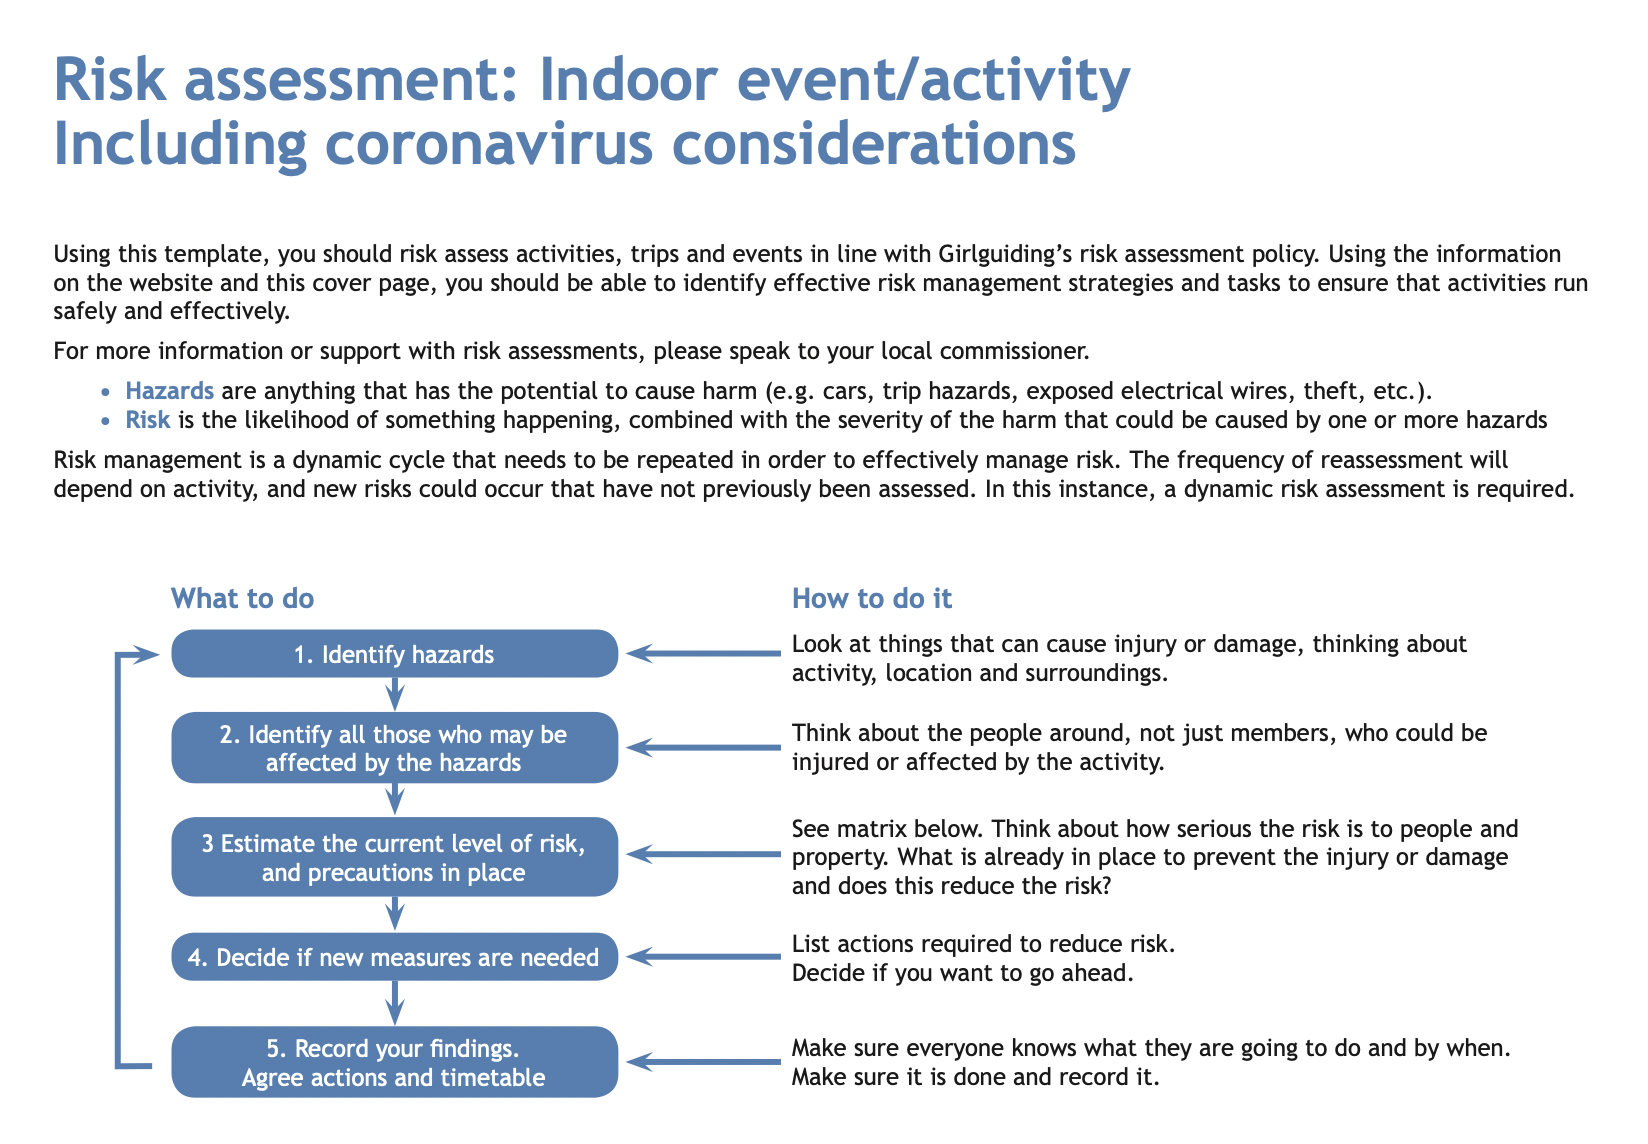 Risk assessment: Indoor event/activity
Including coronavirus considerations
Using this template, you should risk assess activities, trips and events in line with Girlguiding’s risk assessment policy. Using the information
on the website and this cover page, you should be able to identify effective risk management strategies and tasks to ensure that activities run
safely and effectively.
For more information or support with risk assessments, please speak to your local commissioner.
• Hazards are anything that has the potential to cause harm (e.g. cars, trip hazards, exposed electrical wires, theft, etc.).
• Risk is the likelihood of something happening, combined with the severity of the harm that could be caused by one or more hazards
Risk management is a dynamic cycle that needs to be repeated in order to effectively manage risk. The frequency of reassessment will
depend on activity, and new risks could occur that have not previously been assessed. In this instance, a dynamic risk assessment is required.
What to do
How to do it
1. Identify hazards
Look at things that can cause injury or damage, thinking about
activity, location and surroundings.
2. Identify all those who may be
affected by the hazards
Think about the people around, not just members, who could be
injured or affected by the activity.
3 Estimate the current level of risk,
and precautions in place
See matrix below. Think about how serious the risk is to people and
property. What is already in place to prevent the injury or damage
and does this reduce the risk?
4. Decide if new measures are needed
List actions required to reduce risk.
Decide if you want to go ahead.
5. Record your findings.
Agree actions and timetable
Make sure everyone knows what they are going to do and by when.
Make sure it is done and record it.